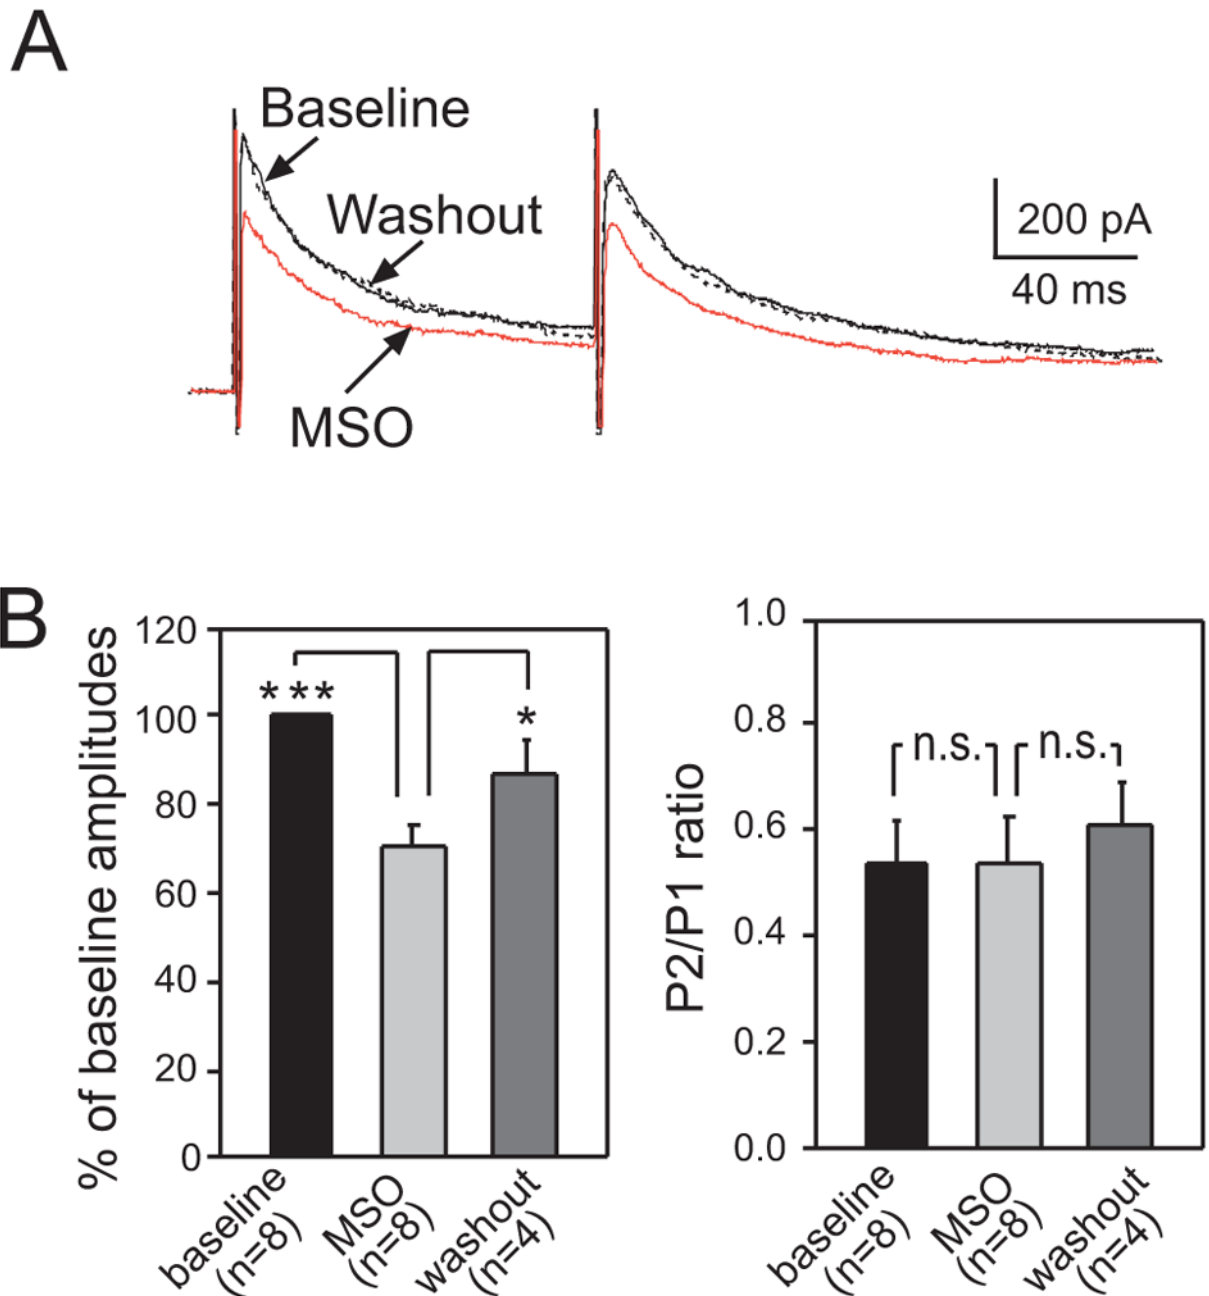 A
Baseline
Washout
MSO
200 pA
40 ms
B
% of baseline amplitudes
120
100
80
60
40
20
0
***
*
baseline
(n=8)
MSO
(n=8)
washout
(n=4)
P2/P1 ratio
1.0
0.8
0.6
0.4
0.2
0.0
n.s.
n.s.
baseline
(n=8)
MSO
(n=8)
washout
(n=4)